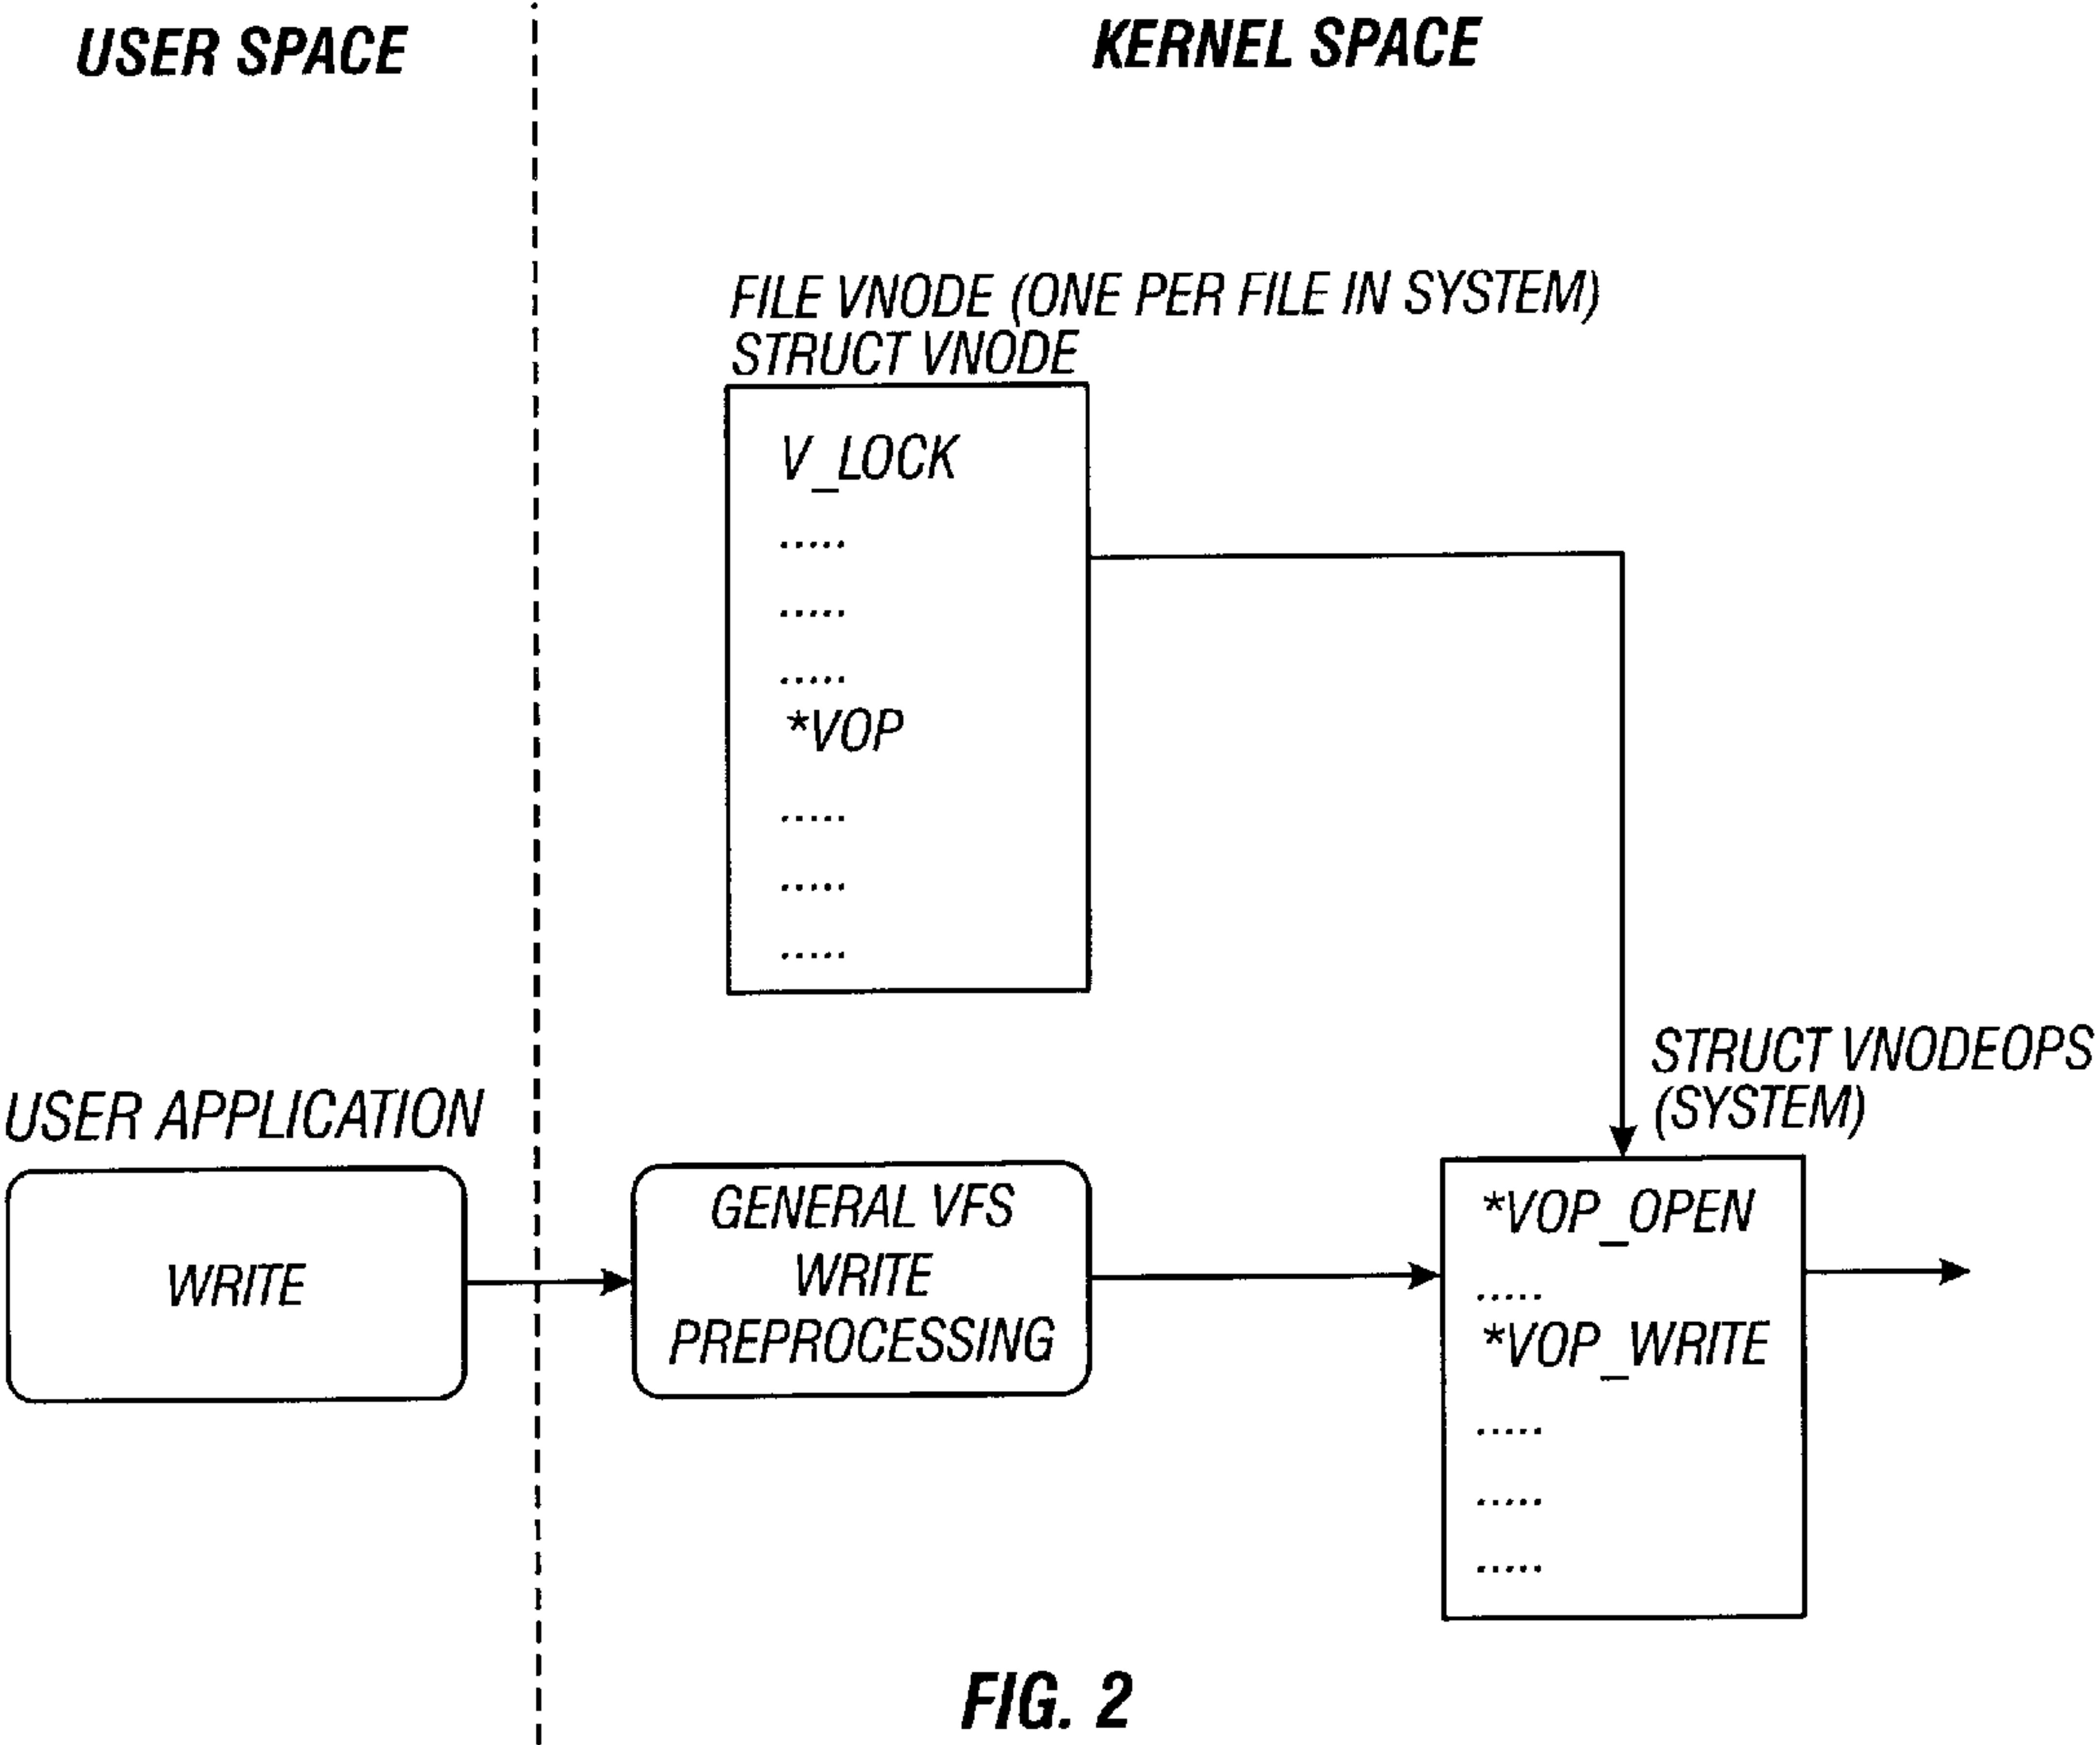 USER SPACE
KERNEL SPACE
FILE VNODE (ONE PER FILE IN SYSTEM)
STRUCT VNODE
V_LOCK
.....
.....
.....
*VOP
.....
.....
.....
STRUCT VNODEOPS
(SYSTEM)
USER APPLICATION
WRITE
GENERAL VFS
WRITE
PREPROCESSING
*VOP_OPEN
.....
*VOP_WRITE
.....
.....
.....
FIG. 2